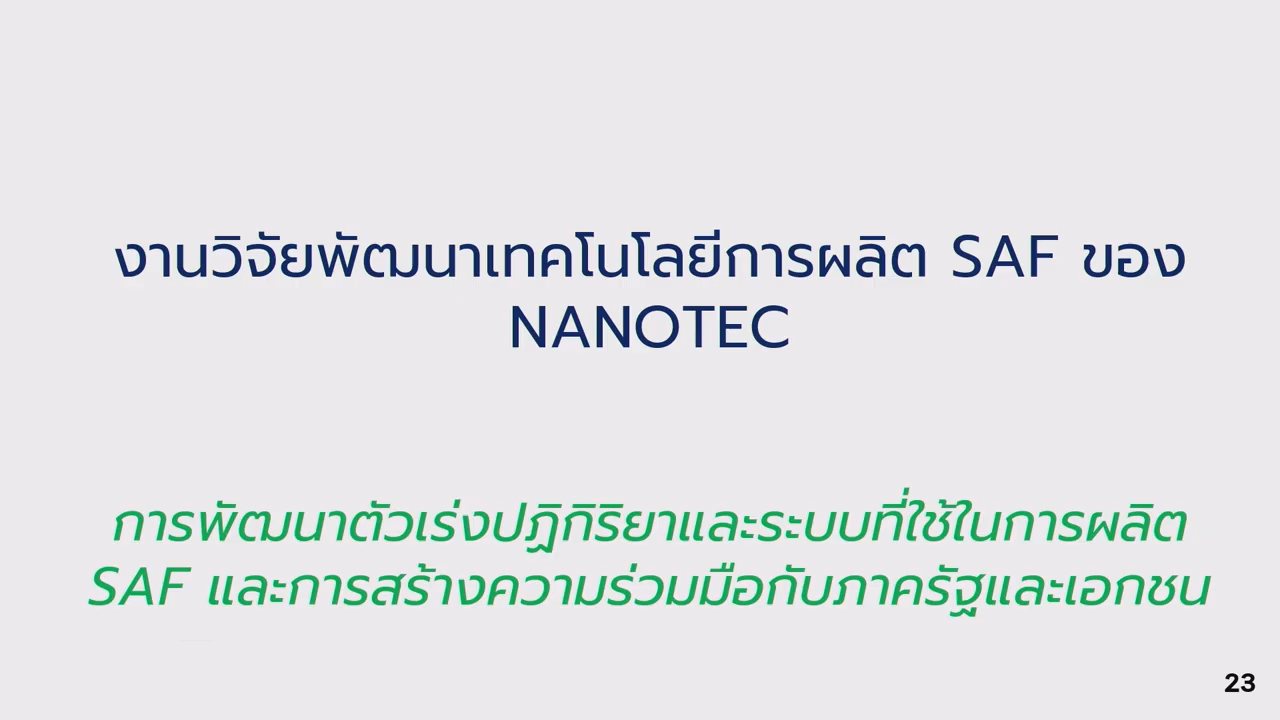 งานวิจัยพัฒนาเทคโนโลยีการผลิต SAF ของ
NANOTEC
การพัฒนาตัวเร่งปฏิกิริยาและระบบที่ใช้ในการผลิต
SAF และการสร้างความร่วมมือกับภาครัฐและเอกชน
23